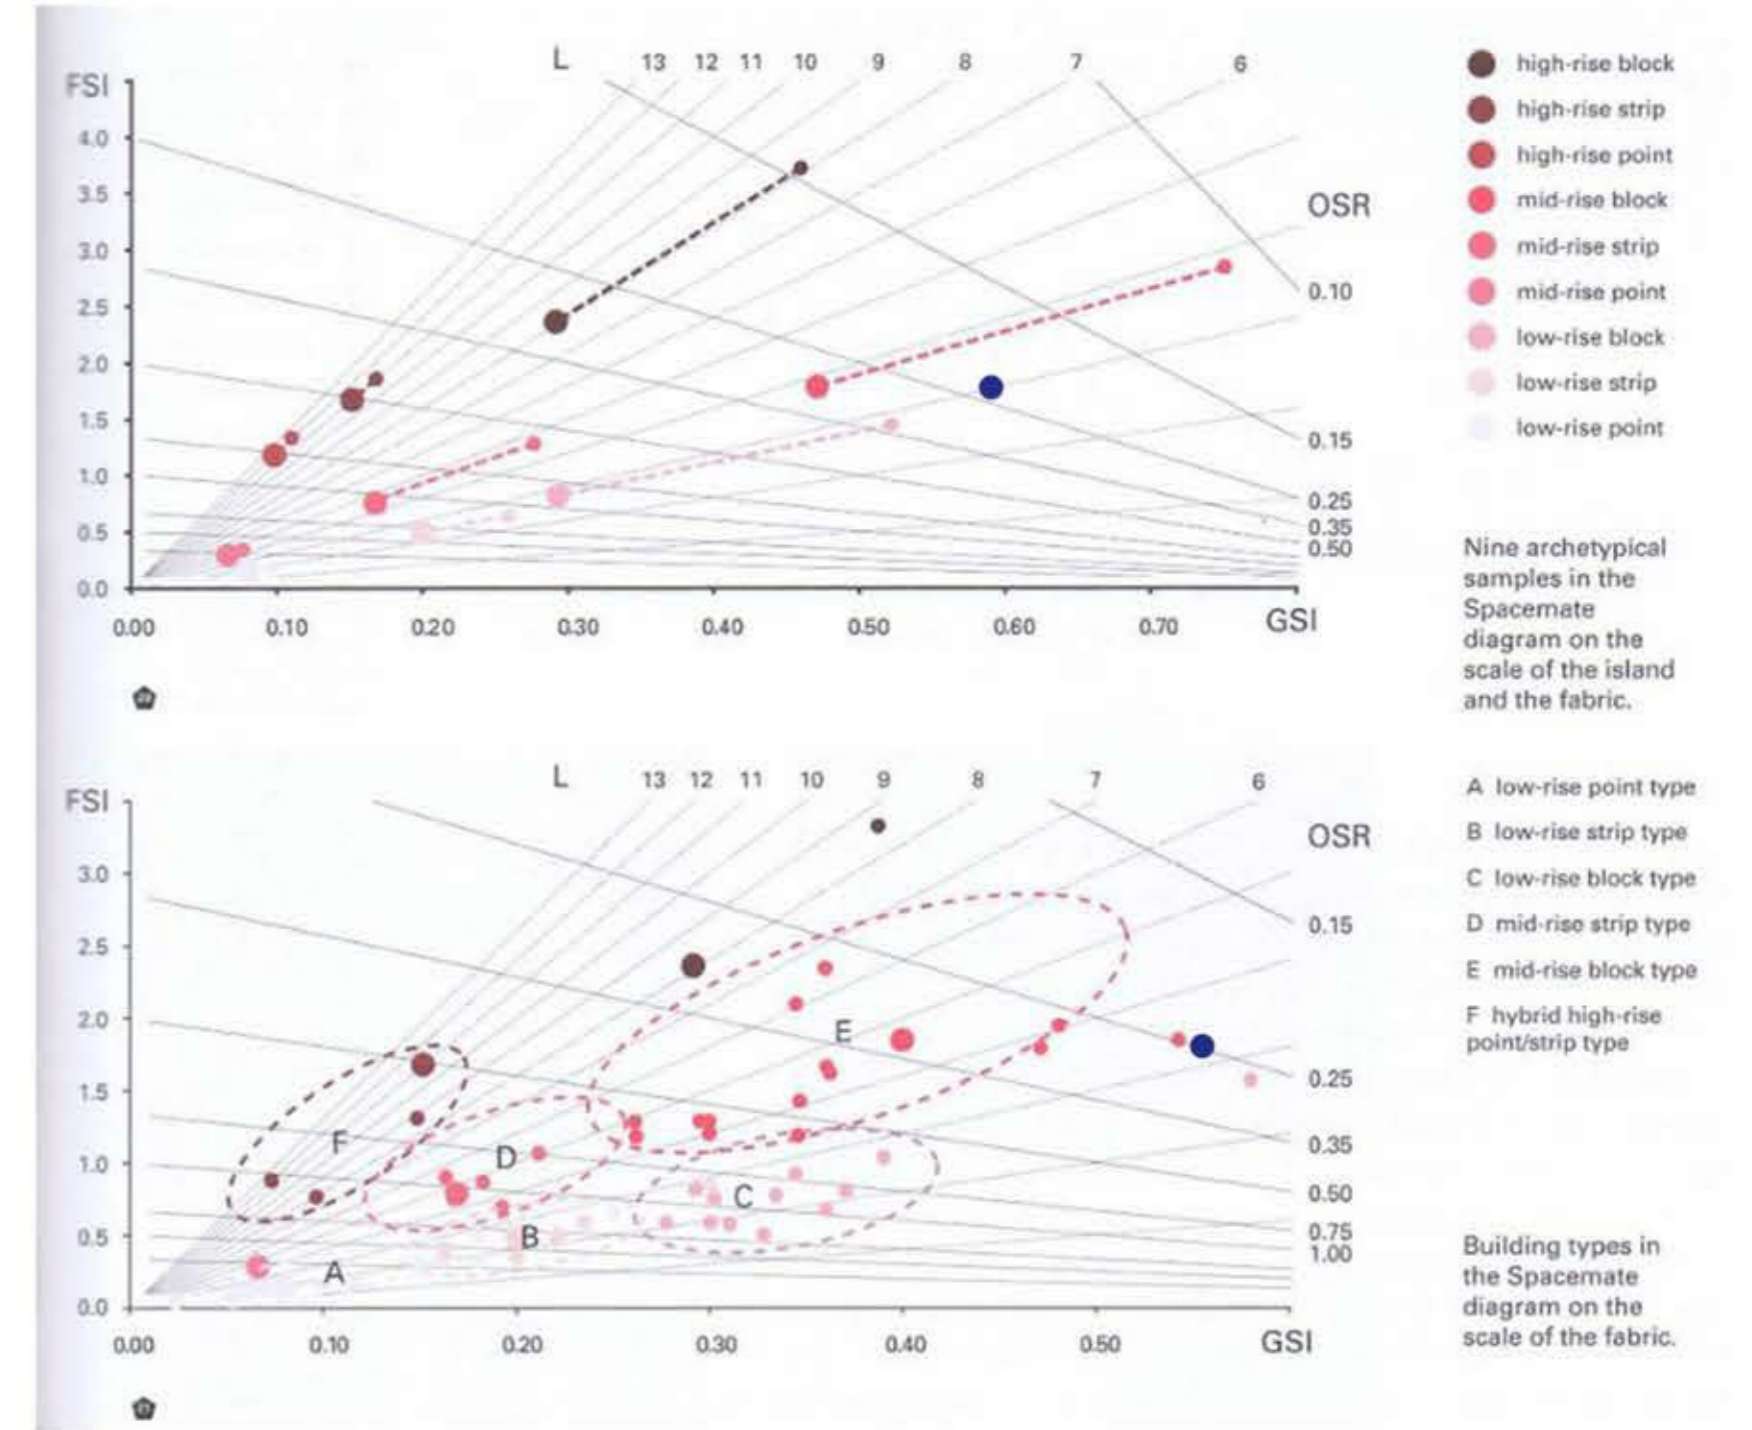 L 13 12 11 10 9 8 7 6
FSI
4.0
3.5
3.0
2.5
2.0
1.5
1.0
0.5
0.0
OSR
0.10
0.15
0.25
0.35
0.50
0.00 0.10 0.20 0.30 0.40 0.50 0.60 0.70 GSI
high-rise block
high-rise strip
high-rise point
mid-rise block
mid-rise strip
mid-rise point
low-rise block
low-rise strip
low-rise point
Nine archetypical
samples in the
Spacemate
diagram on the
scale of the island
and the fabric.
L 13 12 11 10 9 8 7 6
FSI
3.0
2.5
2.0
1.5
1.0
0.5
0.0
OSR
0.15
0.25
0.35
0.50
0.75
1.00
E
F
D
C
B
A
0.00 0.10 0.20 0.30 0.40 0.50 GSI
A low-rise point type
B low-rise strip type
C low-rise block type
D mid-rise strip type
E mid-rise block type
F hybrid high-rise
point/strip type
Building types in
the Spacemate
diagram on the
scale of the fabric.